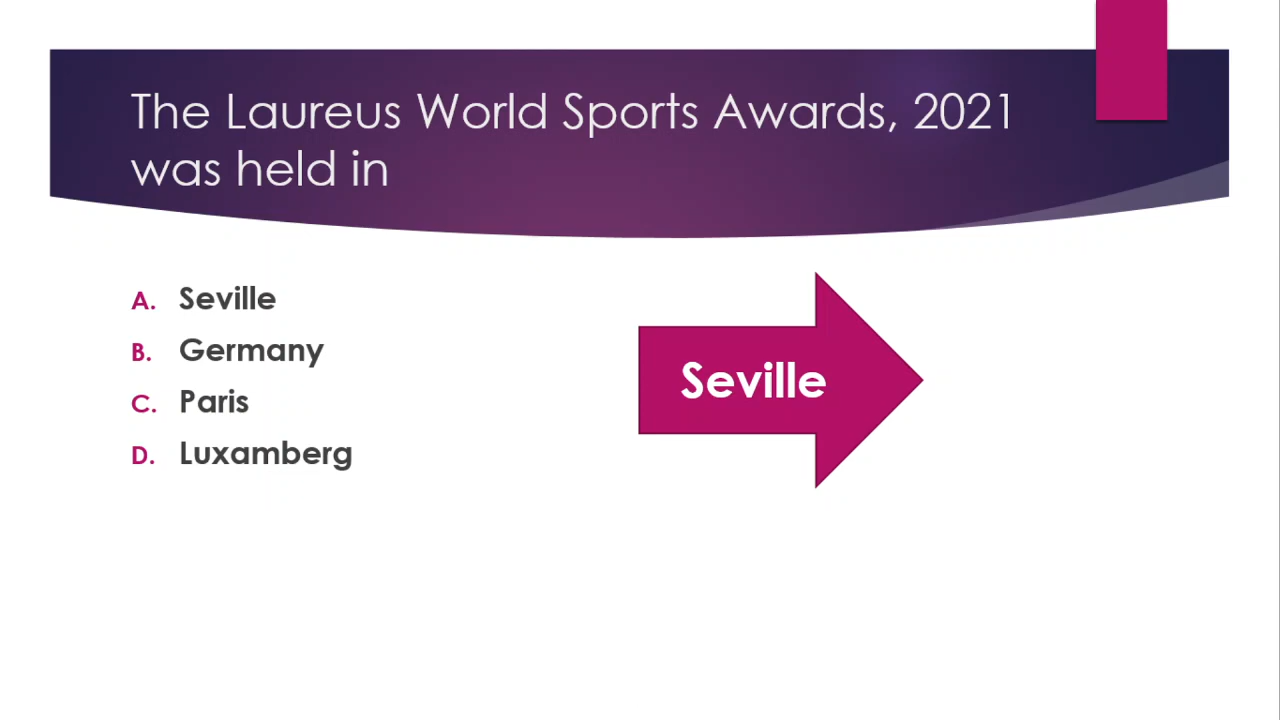 The Laureus World Sports Awards, 2021
was held in
A. Seville
B. Germany
C. Paris
D. Luxamberg
Seville